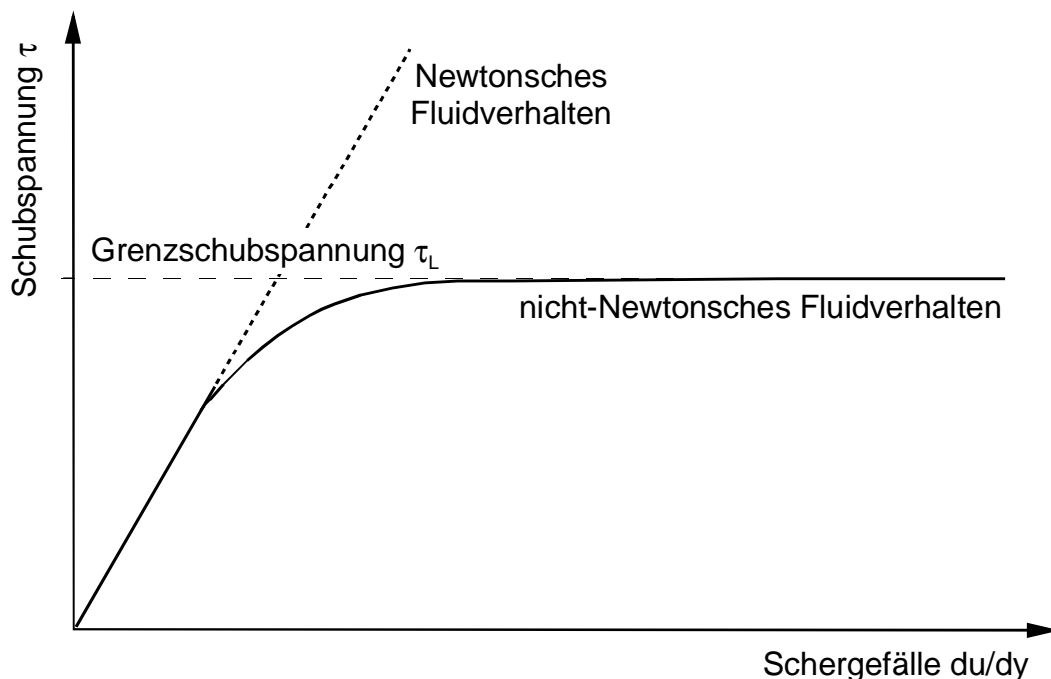 Schubspannung τ
Newtonsches
Fluidverhalten
Grenzschubspannung τL
nicht-Newtonsches Fluidverhalten
Schergefälle du/dy